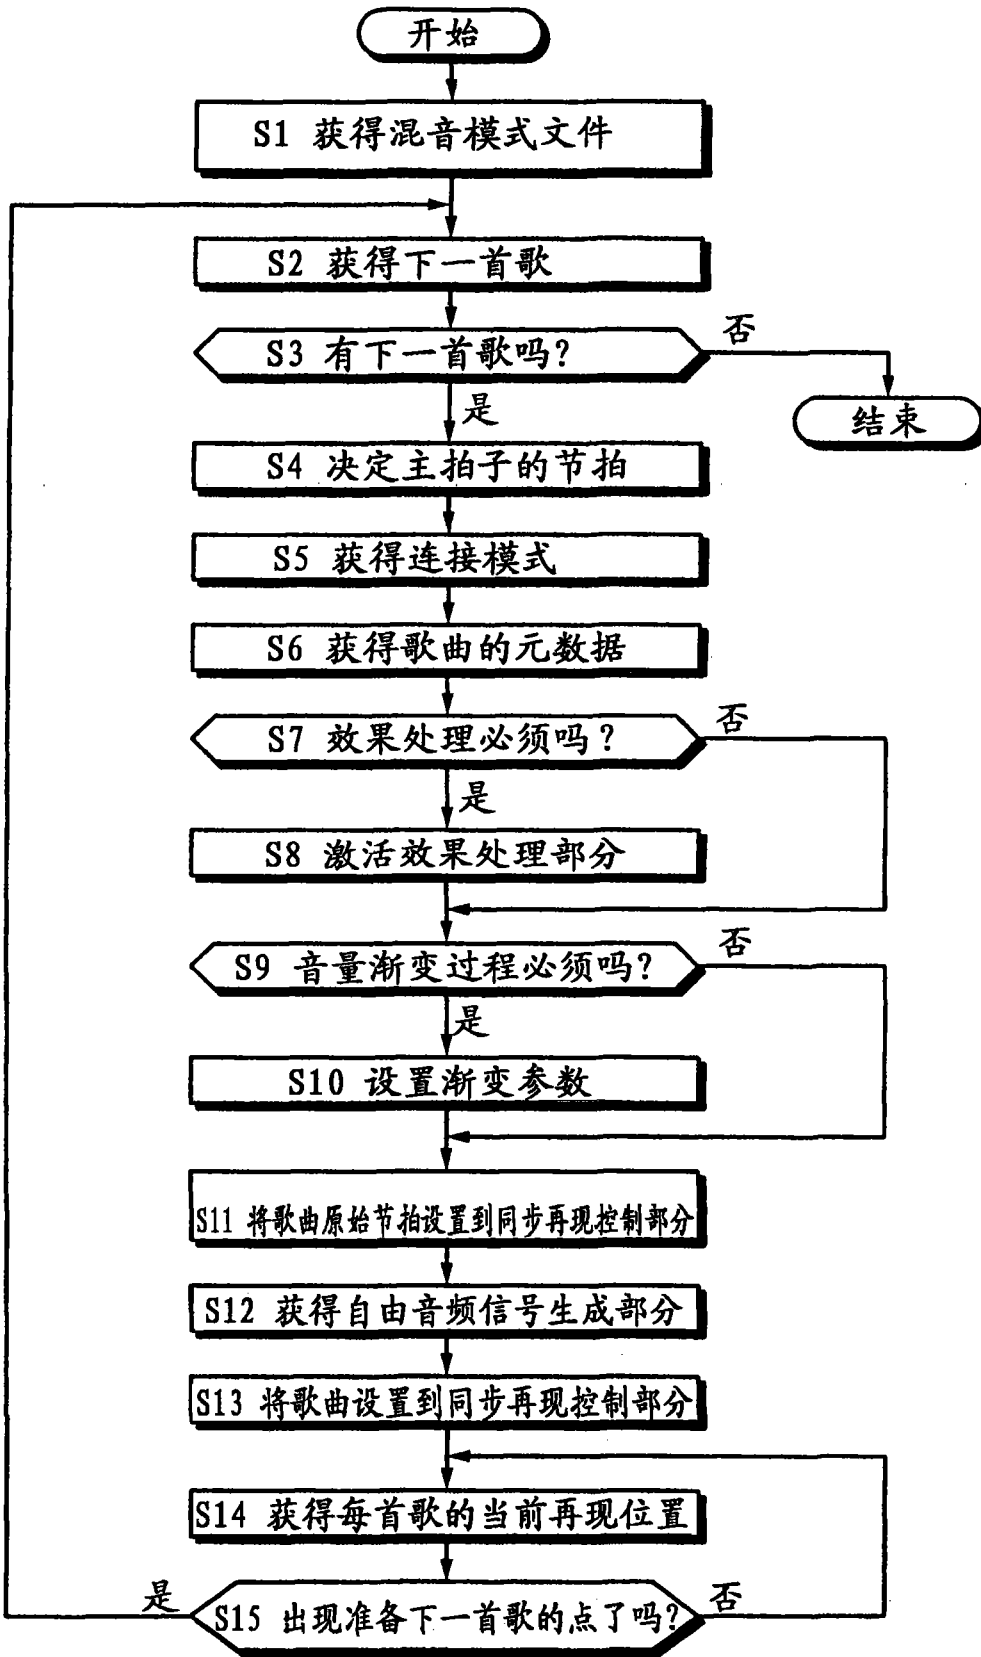 开始
S1 获得混音模式文件
S2 获得下一首歌
S3 有下一首歌吗?
否
是
结束
S4 决定主拍子的节拍
S5 获得连接模式
S6 获得歌曲的元数据
S7 效果处理必须吗?
否
是
S8 激活效果处理部分
S9 音量渐变过程必须吗?
否
是
S10 设置渐变参数
S11 将歌曲原始节拍设置到同步再现控制部分
S12 获得自由音频信号生成部分
S13 将歌曲设置到同步再现控制部分
S14 获得每首歌的当前再现位置
是
S15 出现准备下一首歌的点了吗?
否